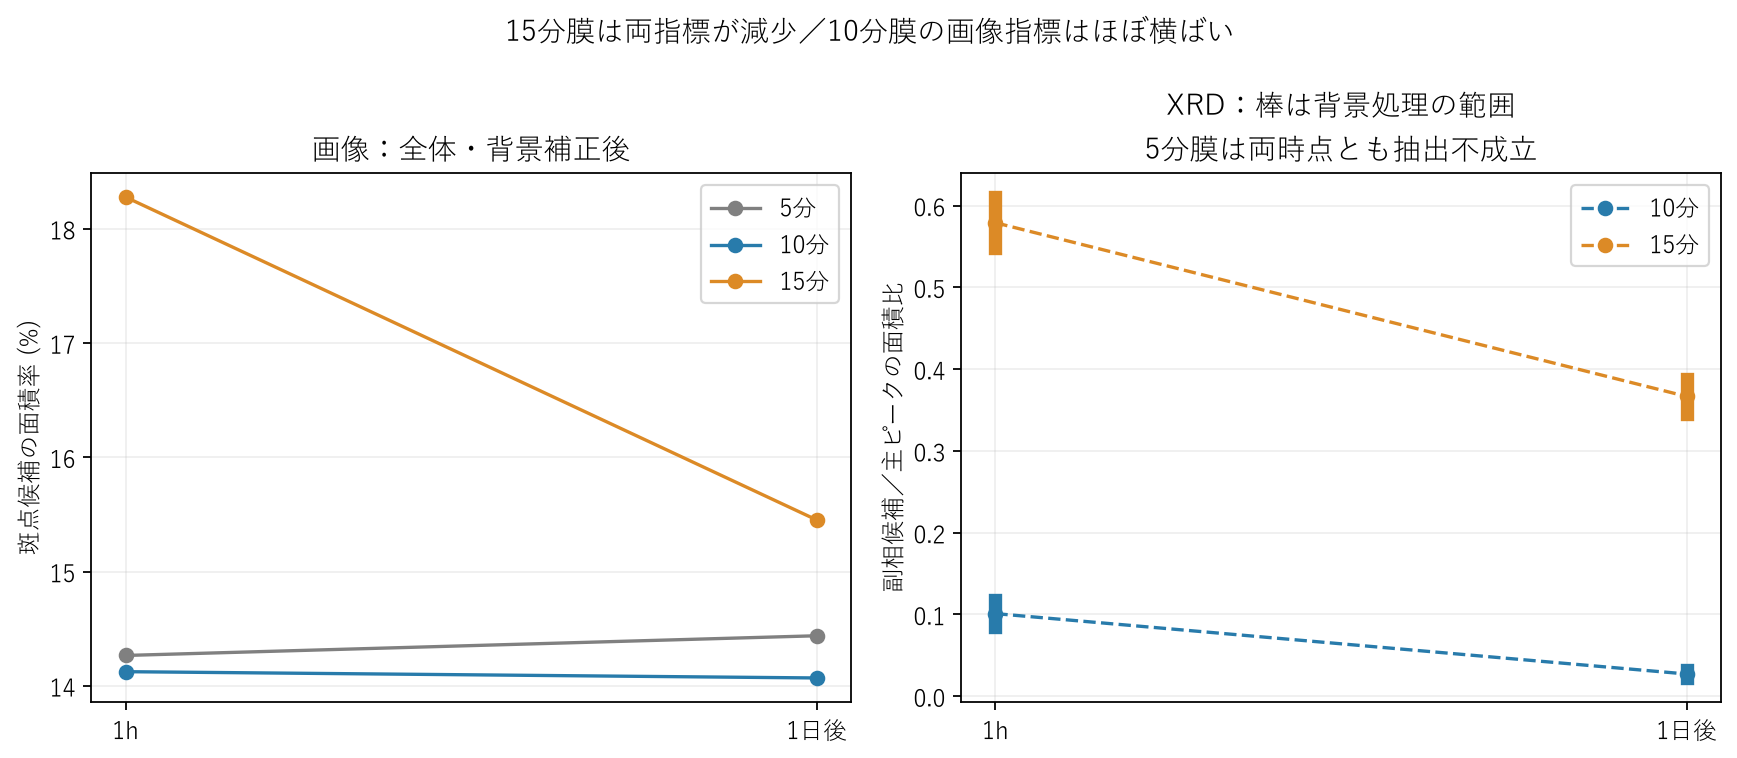 15分膜は両指標が減少／10分膜の画像指標はほぼ横ばい
画像：全体・背景補正後
斑点候補の面積率 (%)
18
17
16
15
14
1h
1日後
5分
10分
15分
XRD：棒は背景処理の範囲
5分膜は両時点とも抽出不成立
副相候補／主ピークの面積比
0.6
0.5
0.4
0.3
0.2
0.1
0.0
1h
1日後
10分
15分